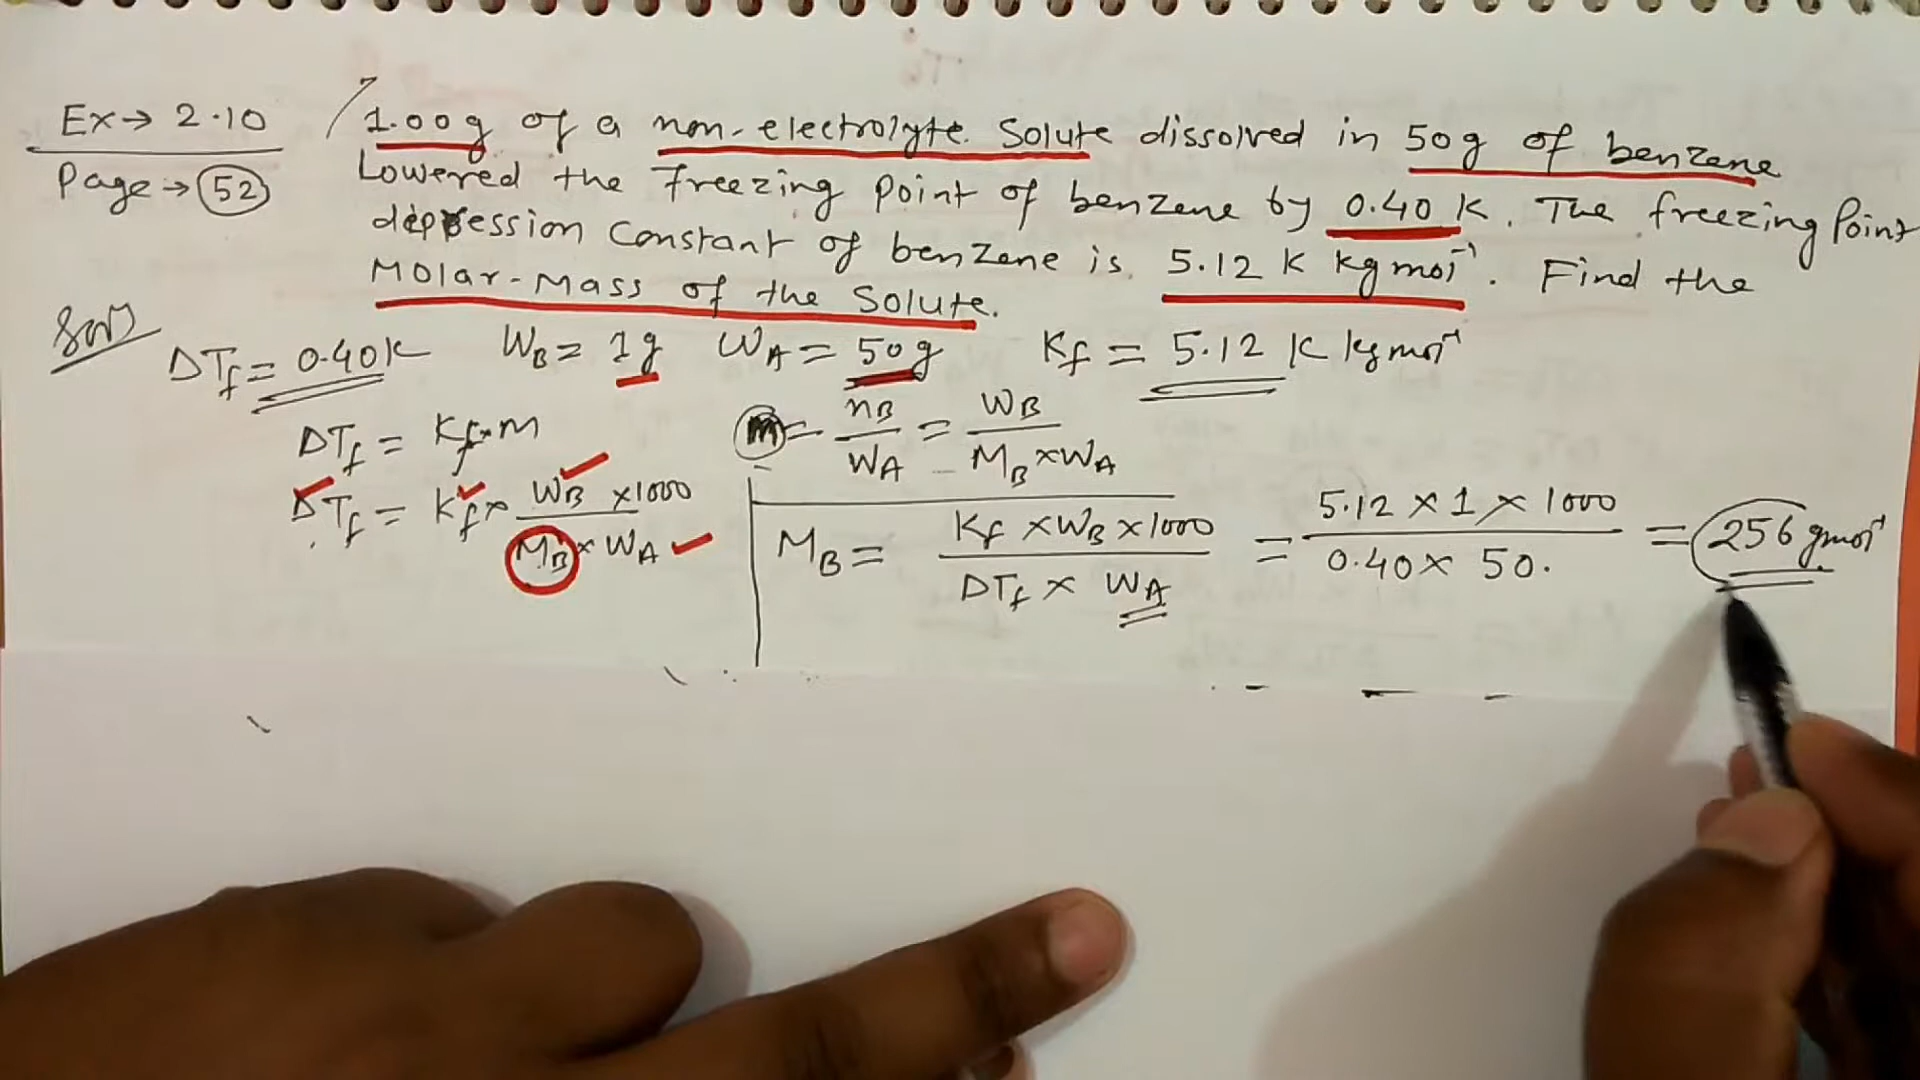 Ex → 2.10
Page → 52
1.00g of a non-electrolyte Solute dissolved in 50g of benzene
Lowered the freezing Point of benzene by 0.40 K. The freezing Point
depression Constant of benzene is 5.12 K kg mol⁻¹. Find the
Molar-Mass of the Solute.
ΔTf = 0.40K WB = 1g WA = 50g Kf = 5.12 K kg mol⁻¹
ΔTf = Kf × m
m = nB / WA = WB / MB × WA
ΔTf = Kf × WB × 1000 / MB × WA
MB = Kf × WB × 1000 / ΔTf × WA = 5.12 × 1 × 1000 / 0.40 × 50. = 256 g mol⁻¹